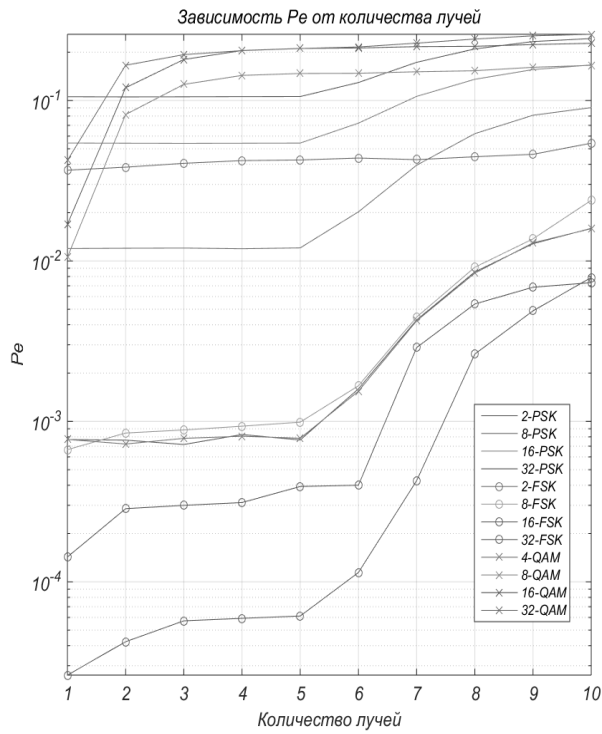 Зависимость Pe от количества лучей
10⁻¹
10⁻²
10⁻³
10⁻⁴
Pe
2-PSK
8-PSK
16-PSK
32-PSK
2-FSK
8-FSK
16-FSK
32-FSK
4-QAM
8-QAM
16-QAM
32-QAM
1 2 3 4 5 6 7 8 9 10
Количество лучей